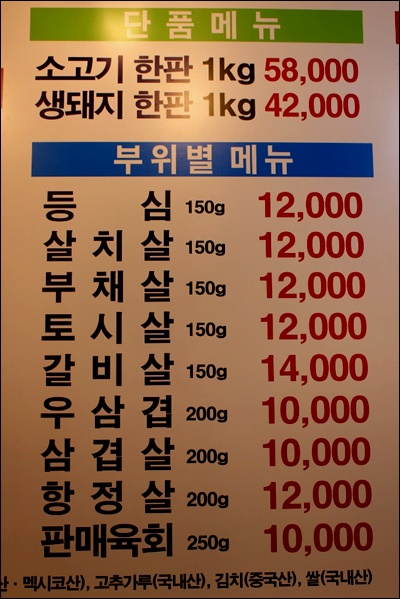 단품메뉴
소고기 한판 1kg 58,000
생돼지 한판 1kg 42,000
부위별 메뉴
등심 150g 12,000
살치살 150g 12,000
부채살 150g 12,000
토시살 150g 12,000
갈비살 150g 14,000
우삼겹 200g 10,000
삼겹살 200g 10,000
항정살 200g 12,000
판매육회 250g 10,000
· 멕시코산), 고추가루(국내산), 김치(중국산), 쌀(국내산)